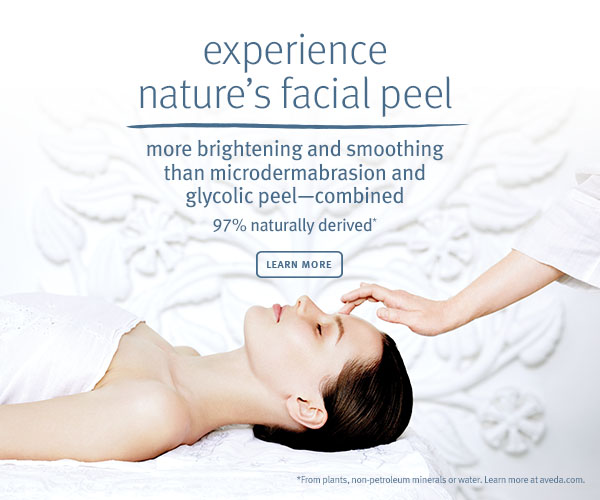 experience
nature's facial peel
more brightening and smoothing
than microdermabrasion and
glycolic peel—combined
97% naturally derived*
LEARN MORE
*From plants, non-petroleum minerals or water. Learn more at aveda.com.